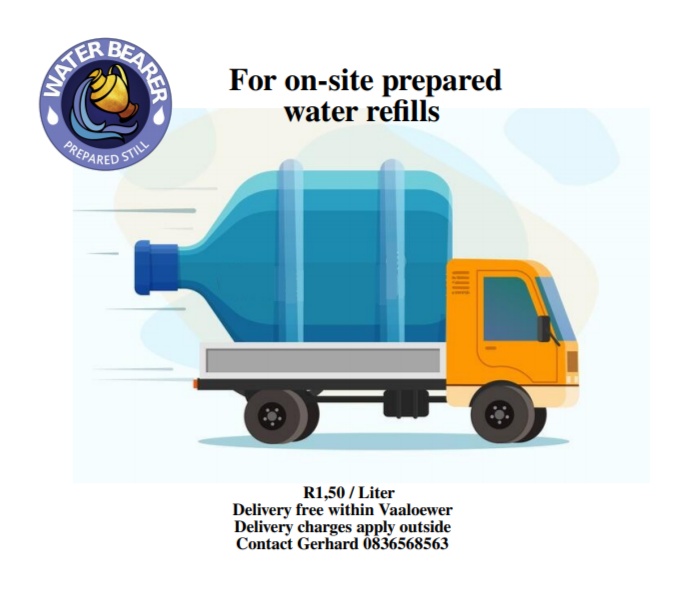 WATER BEARER
PREPARED STILL
For on-site prepared
water refills
R1,50 / Liter
Delivery free within Vaaloewer
Delivery charges apply outside
Contact Gerhard 0836568563